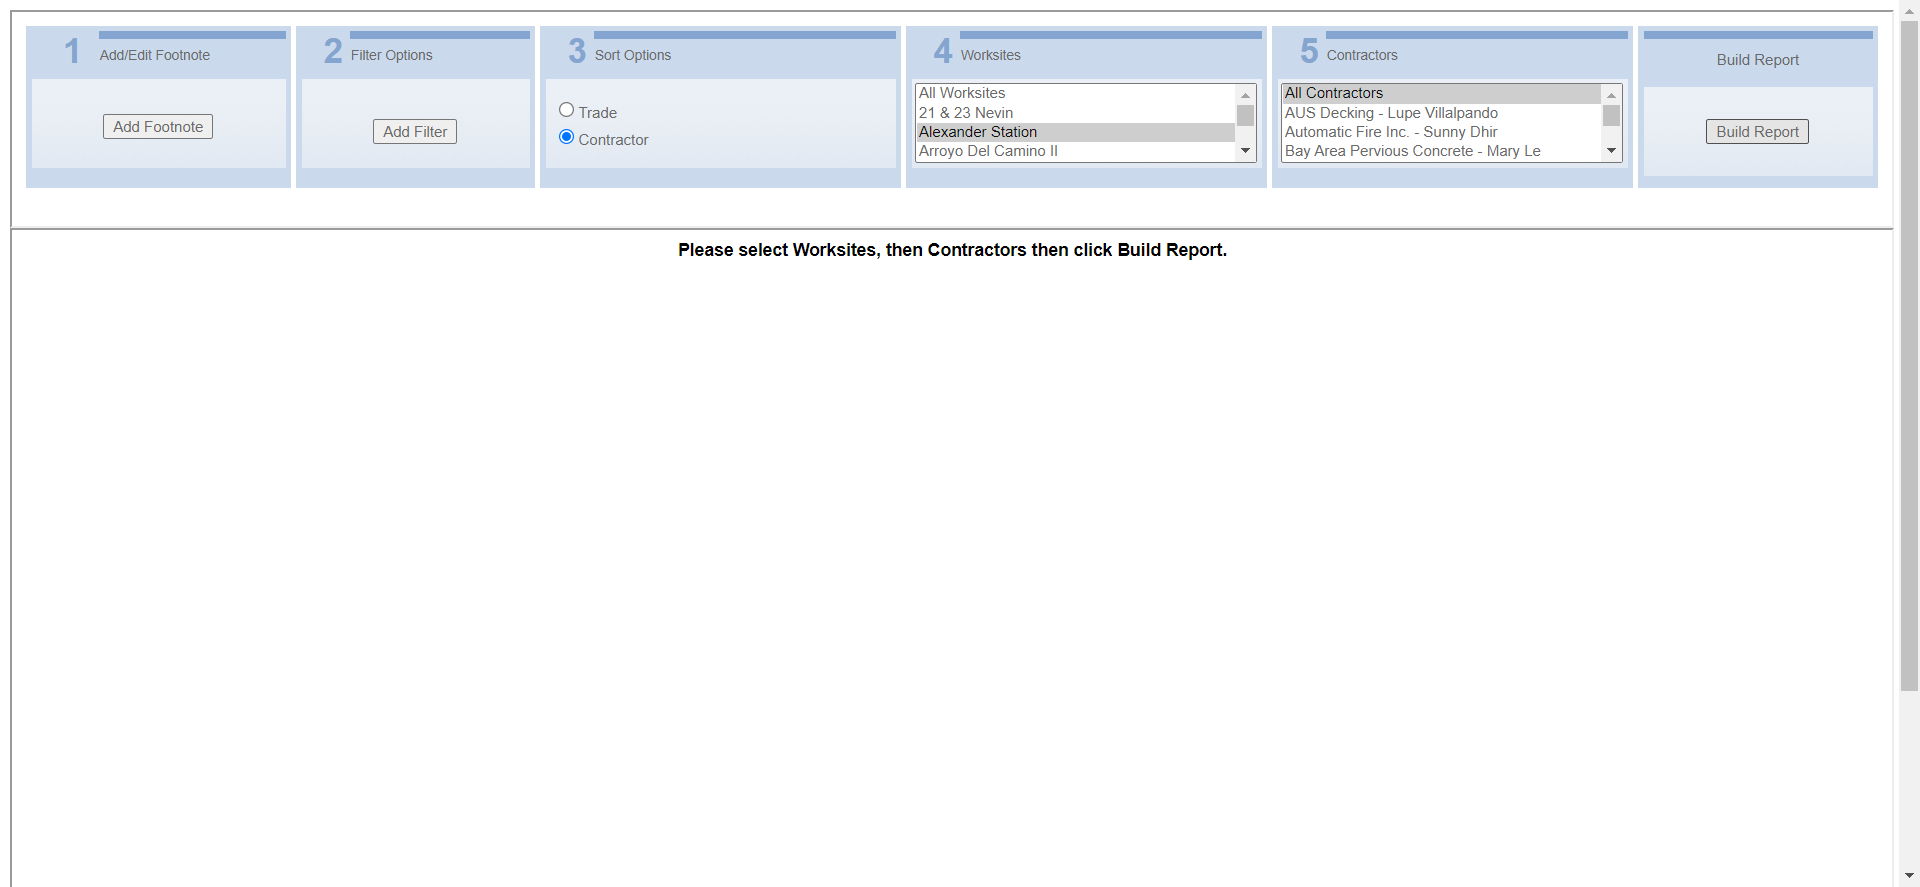 1 Add/Edit Footnote
Add Footnote
2 Filter Options
Add Filter
3 Sort Options
Trade
Contractor
4 Worksites
All Worksites
21 & 23 Nevin
Alexander Station
Arroyo Del Camino II
5 Contractors
All Contractors
AUS Decking - Lupe Villalpando
Automatic Fire Inc. - Sunny Dhir
Bay Area Pervious Concrete - Mary Le
Build Report
Build Report
Please select Worksites, then Contractors then click Build Report.